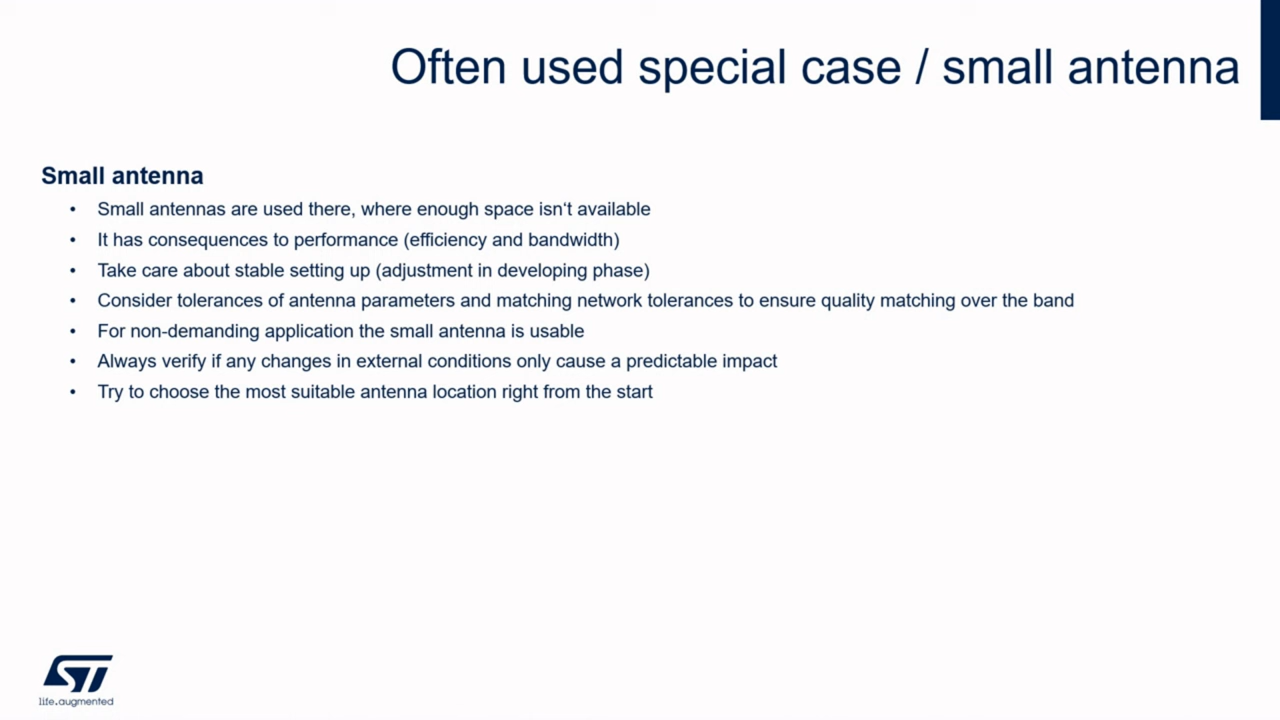 Often used special case / small antenna
Small antenna
• Small antennas are used there, where enough space isn‘t available
• It has consequences to performance (efficiency and bandwidth)
• Take care about stable setting up (adjustment in developing phase)
• Consider tolerances of antenna parameters and matching network tolerances to ensure quality matching over the band
• For non-demanding application the small antenna is usable
• Always verify if any changes in external conditions only cause a predictable impact
• Try to choose the most suitable antenna location right from the start
ST
life.augmented